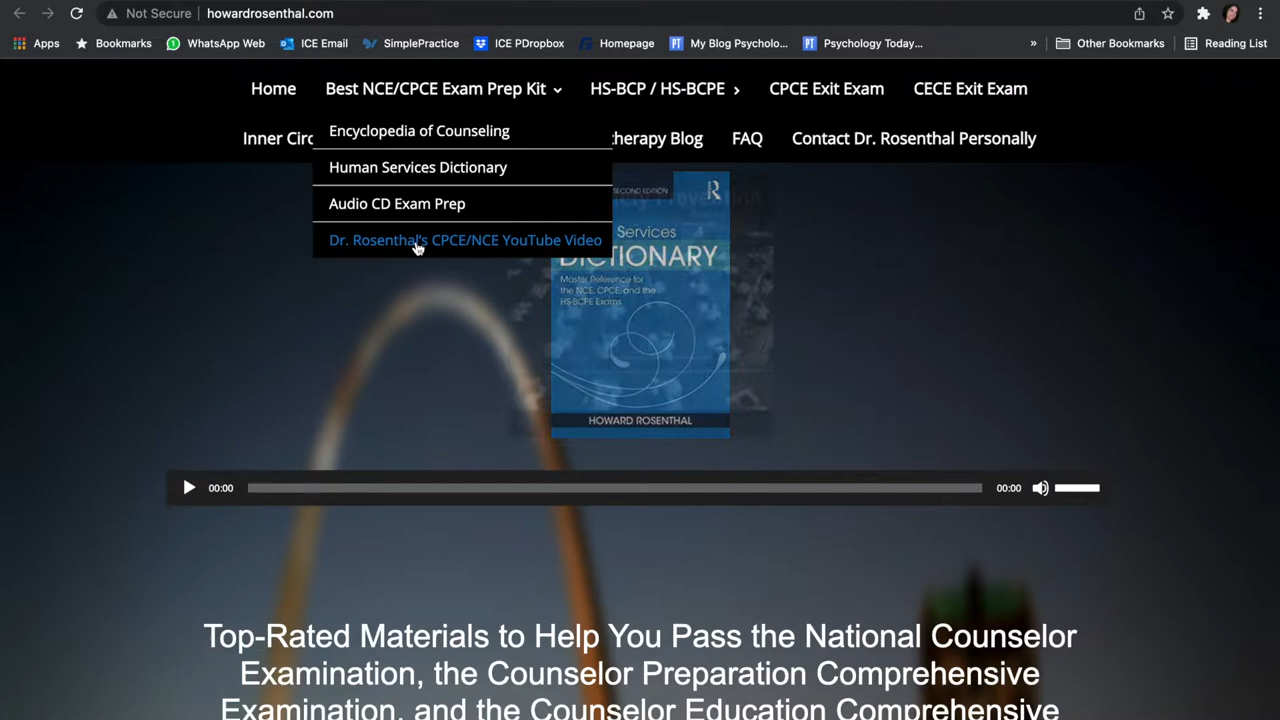 Not Secure howardrosenthal.com
Apps Bookmarks WhatsApp Web ICE Email SimplePractice ICE PDropbox Homepage My Blog Psycholo... Psychology Today... » Other Bookmarks Reading List
Home Best NCE/CPCE Exam Prep Kit HS-BCP / HS-BCPE CPCE Exit Exam CECE Exit Exam
Inner Circ therapy Blog FAQ Contact Dr. Rosenthal Personally
Encyclopedia of Counseling
Human Services Dictionary
Audio CD Exam Prep
Dr. Rosenthal's CPCE/NCE YouTube Video
SECOND EDITION R
Services
DICTIONARY
Master Reference for
the NCE, CPCE, and the
HS-BCPE Exams
HOWARD ROSENTHAL
00:00 00:00
Top-Rated Materials to Help You Pass the National Counselor
Examination, the Counselor Preparation Comprehensive
Examination, and the Counselor Education Comprehensive